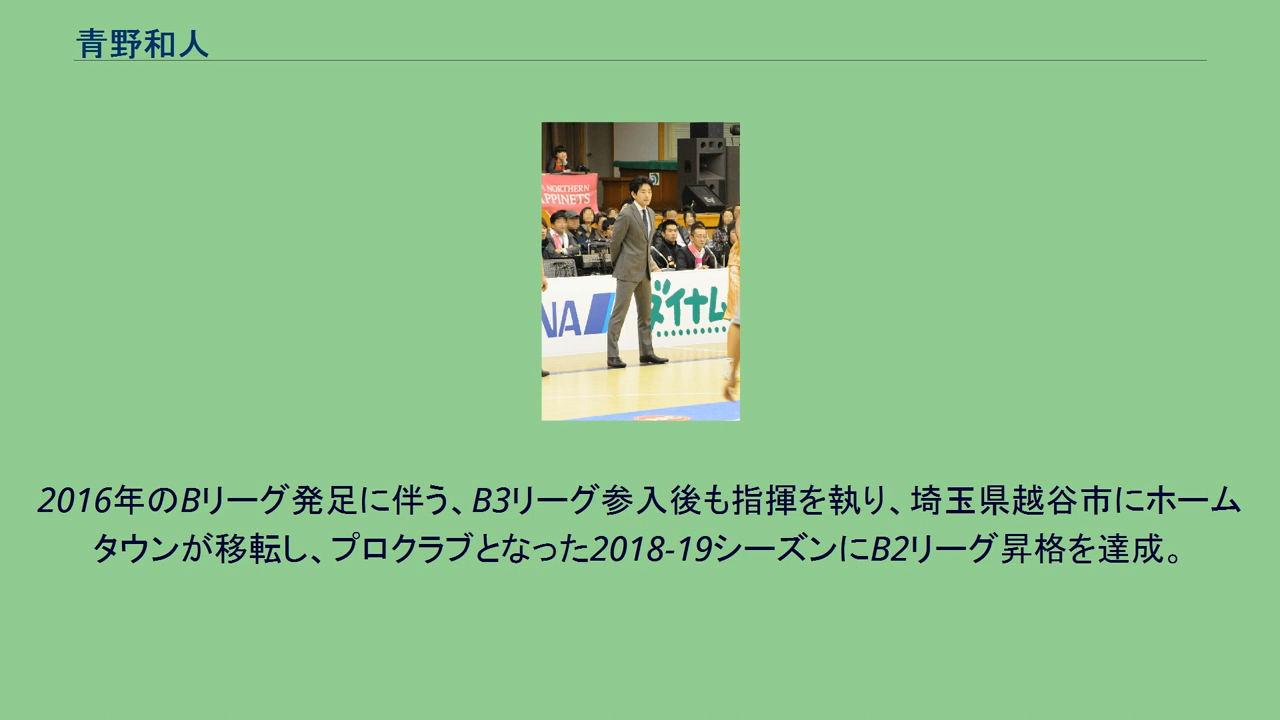 青野和人
A NORTHERN
APPINETS
NA
ダイナム
2016年のBリーグ発足に伴う、B3リーグ参入後も指揮を執り、埼玉県越谷市にホーム
タウンが移転し、プロクラブとなった2018-19シーズンにB2リーグ昇格を達成。